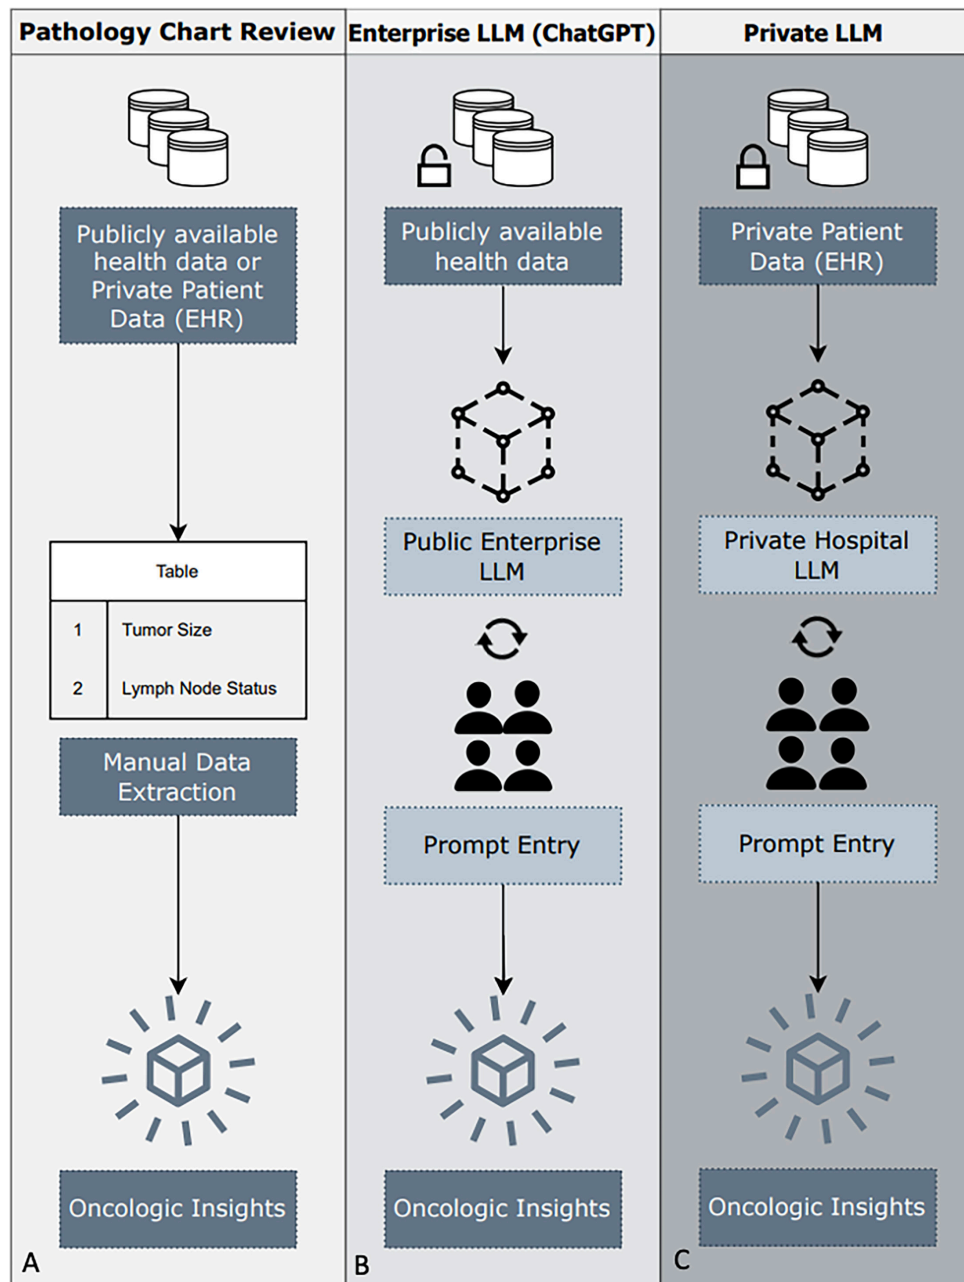 Pathology Chart Review
Publicly available
health data or
Private Patient
Data (EHR)
Table
1 Tumor Size
2 Lymph Node Status
Manual Data
Extraction
Oncologic Insights
A
Enterprise LLM (ChatGPT)
Publicly available
health data
Public Enterprise
LLM
Prompt Entry
Oncologic Insights
B
Private LLM
Private Patient
Data (EHR)
Private Hospital
LLM
Prompt Entry
Oncologic Insights
C